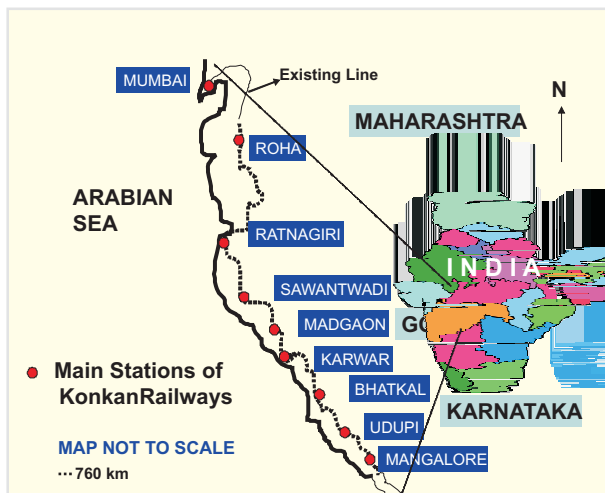 MUMBAI
Existing Line
N
MAHARASHTRA
ROHA
ARABIAN
SEA
RATNAGIRI
INDIA
SAWANTWADI
MADGAON
KARWAR
Main Stations of
KonkanRailways
BHATKAL
KARNATAKA
UDUPI
MAP NOT TO SCALE
MANGALORE
···760 km